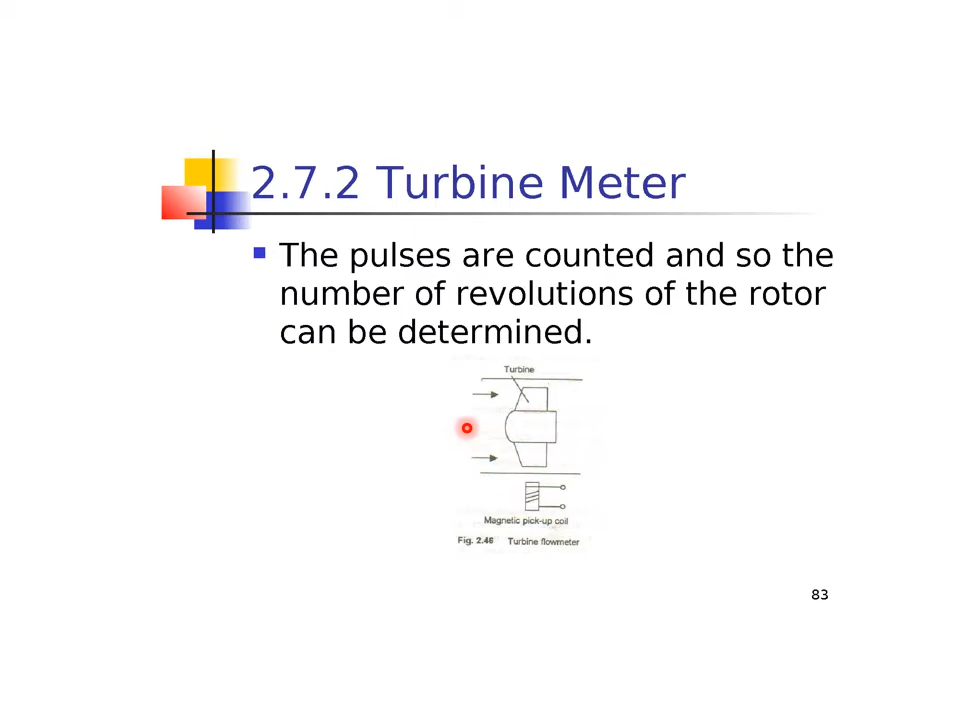 2.7.2 Turbine Meter
The pulses are counted and so the
number of revolutions of the rotor
can be determined.
Turbine
Magnetic pick-up coil
Fig. 2.46 Turbine flowmeter
83